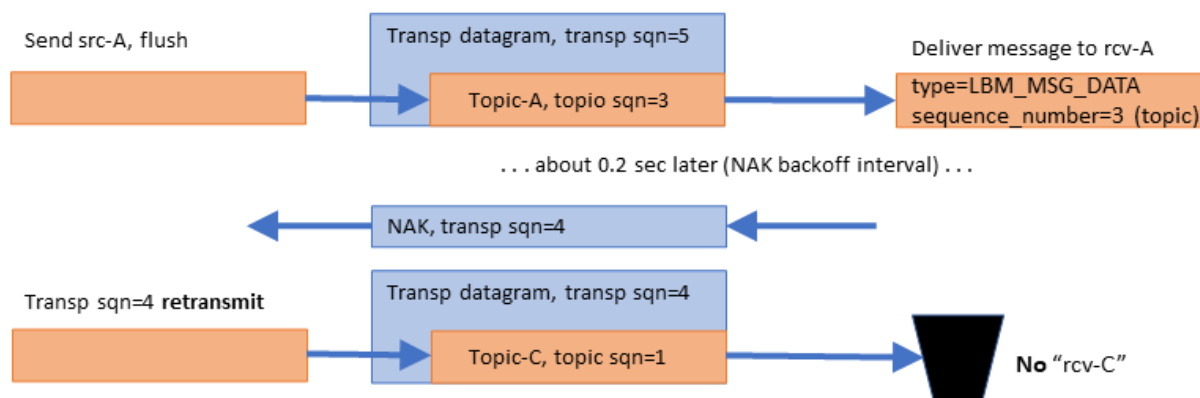 Send src-A, flush
Transp datagram, transp sqn=5
Deliver message to rcv-A
Topic-A, topio sqn=3
type=LBM_MSG_DATA
sequence_number=3 (topic)
. . . about 0.2 sec later (NAK backoff interval) . . .
NAK, transp sqn=4
Transp sqn=4 retransmit
Transp datagram, transp sqn=4
Topic-C, topic sqn=1
No “rcv-C”